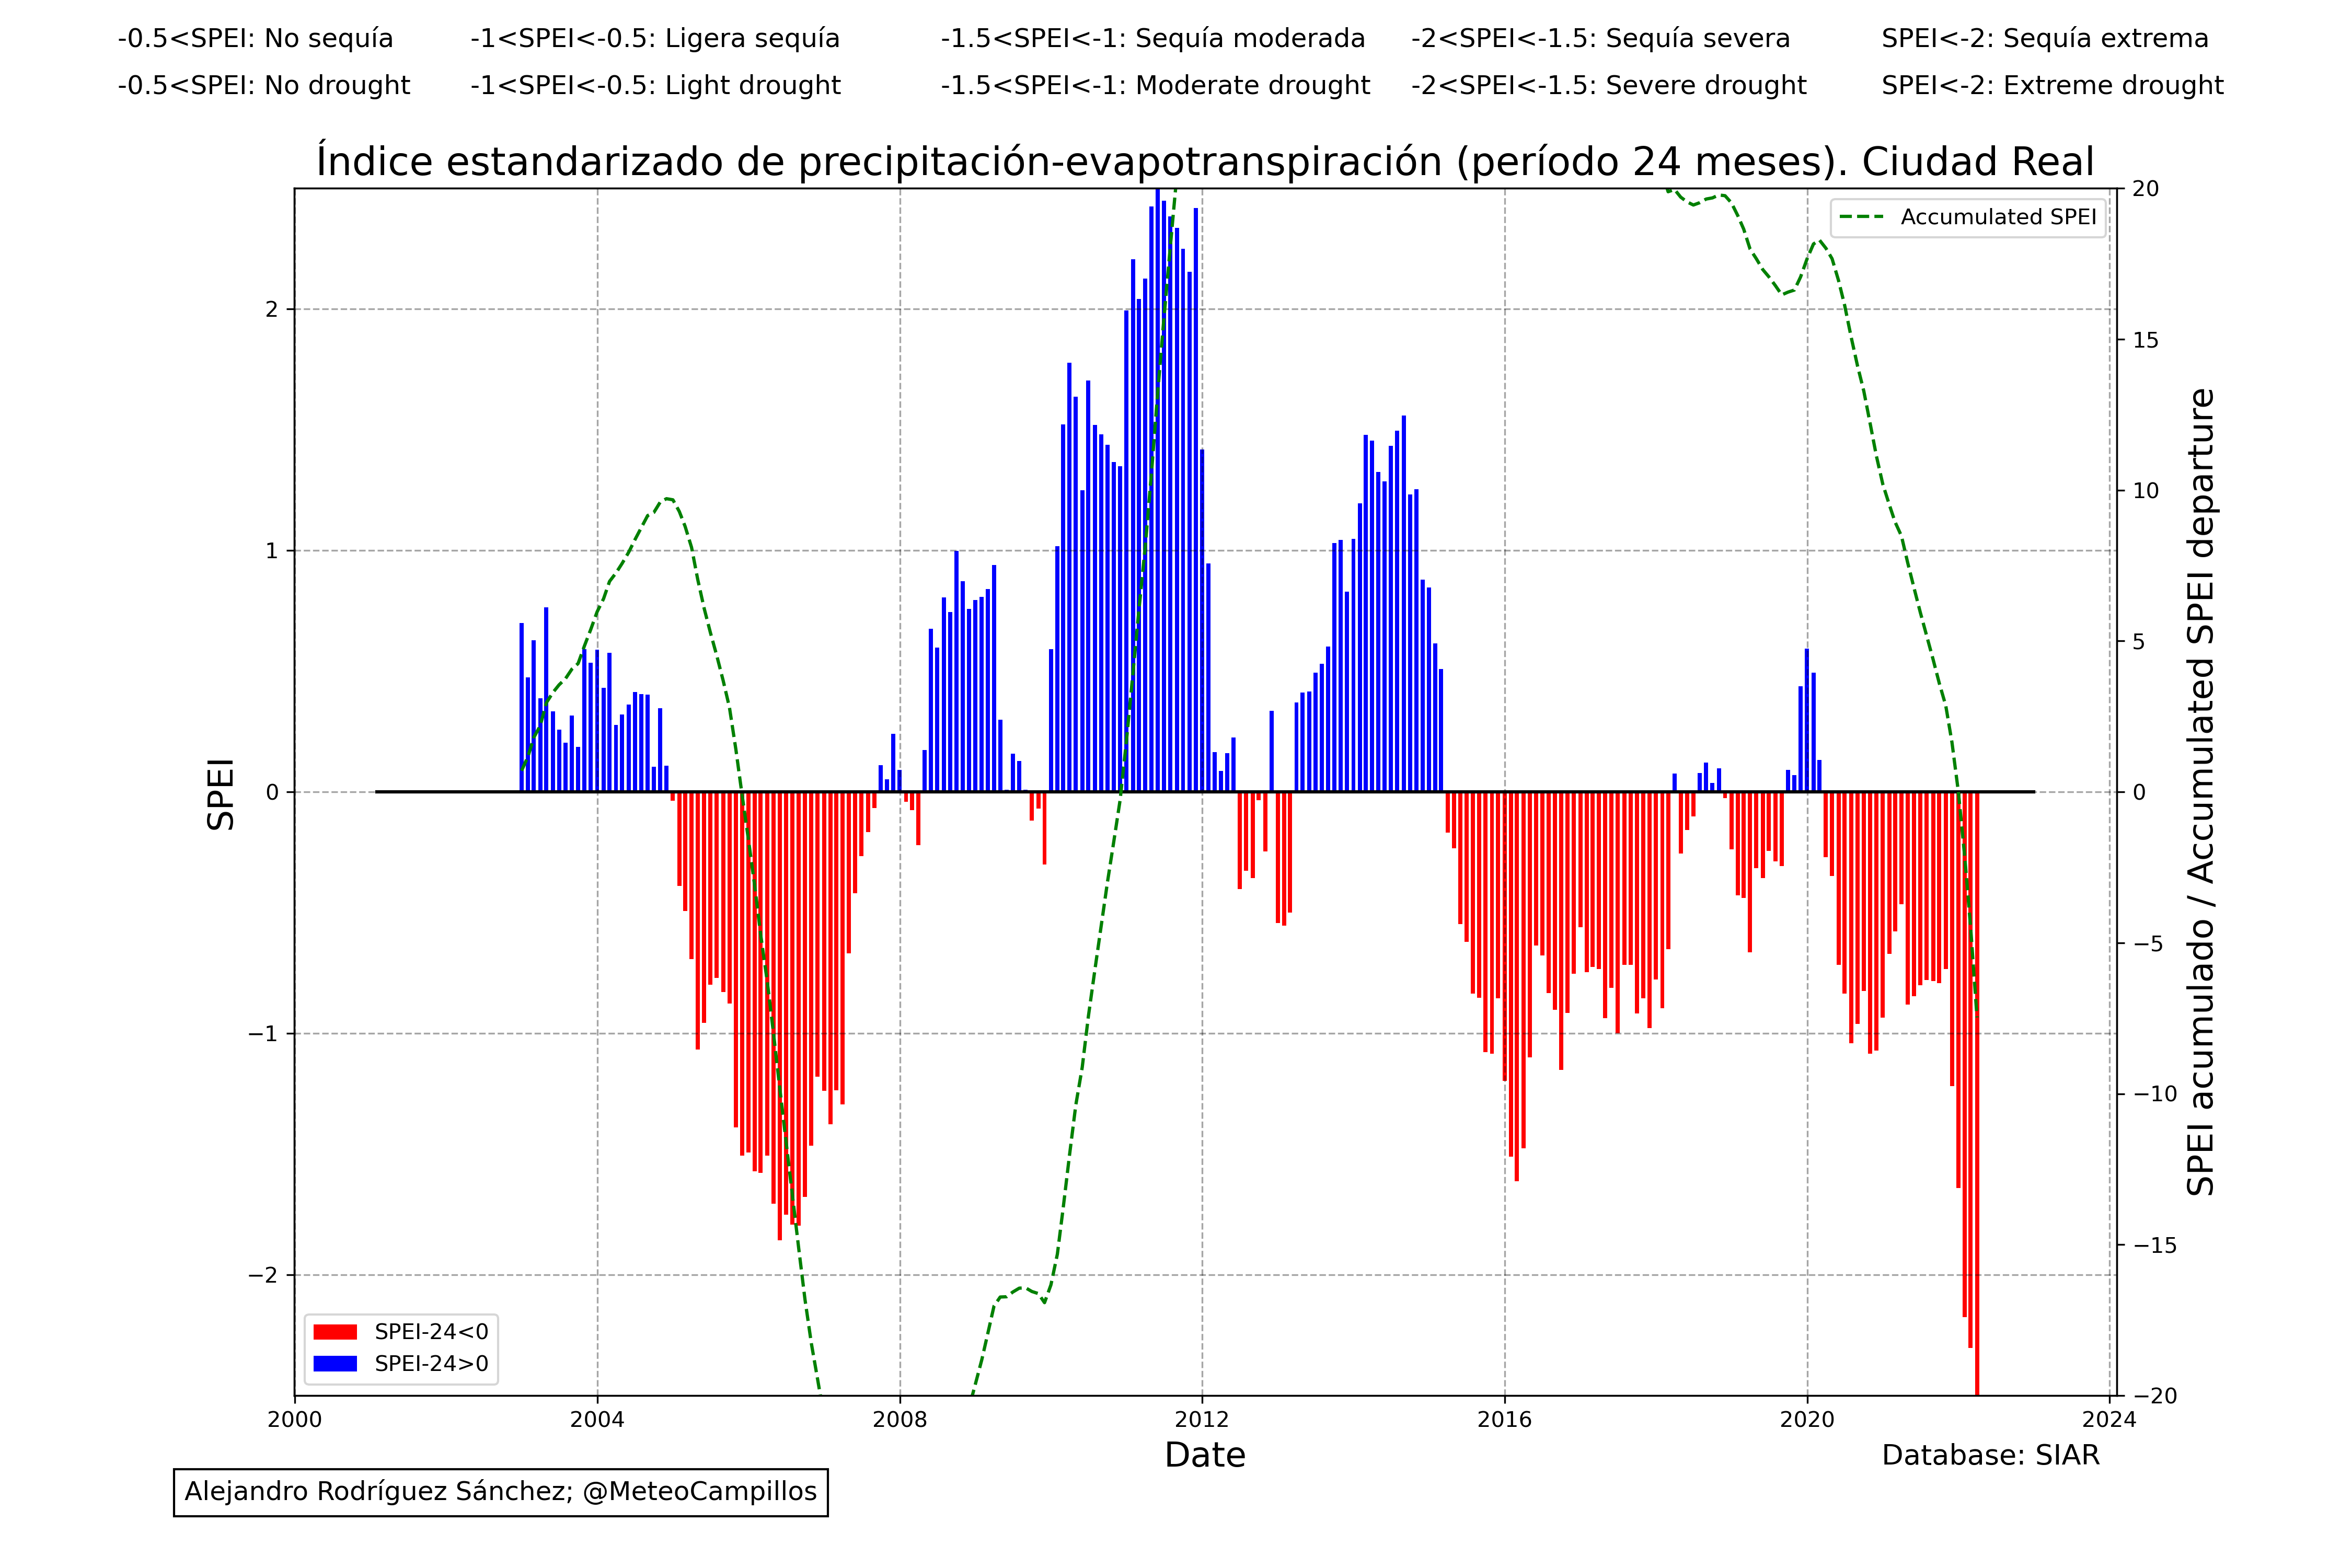 -0.5<SPEI: No sequía -1<SPEI<-0.5: Ligera sequía -1.5<SPEI<-1: Sequía moderada -2<SPEI<-1.5: Sequía severa SPEI<-2: Sequía extrema
-0.5<SPEI: No drought -1<SPEI<-0.5: Light drought -1.5<SPEI<-1: Moderate drought -2<SPEI<-1.5: Severe drought SPEI<-2: Extreme drought
Índice estandarizado de precipitación-evapotranspiración (período 24 meses). Ciudad Real
Accumulated SPEI
2
1
0
−1
−2
SPEI
20
15
10
5
0
−5
−10
−15
−20
SPEI acumulado / Accumulated SPEI departure
SPEI-24<0
SPEI-24>0
2000 2004 2008 2012 2016 2020 2024
Date
Database: SIAR
Alejandro Rodríguez Sánchez; @MeteoCampillos